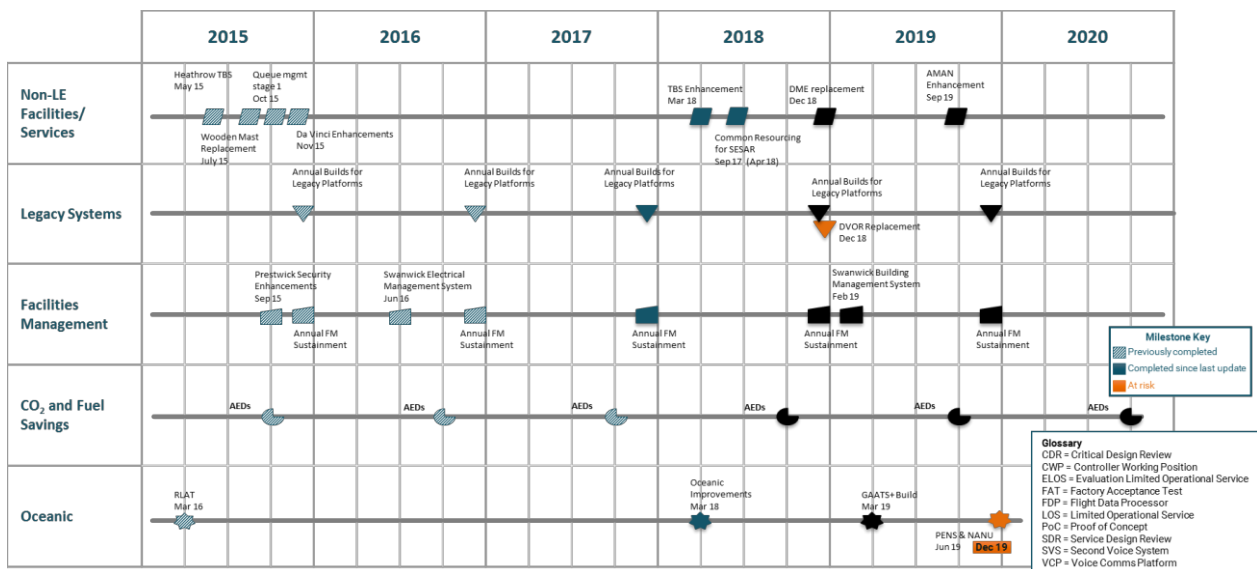 2015 2016 2017 2018 2019 2020
Non-LE
Facilities/
Services
Heathrow TBS
May 15
Queue mgmt
stage 1
Oct 15
Wooden Mast
Replacement
July 15
Da Vinci Enhancements
Nov 15
TBS Enhancement
Mar 18
Common Resourcing
for SESAR
Sep 17 (Apr 18)
DME replacement
Dec 18
AMAN
Enhancement
Sep 19
Legacy Systems
Annual Builds for
Legacy Platforms
Annual Builds for
Legacy Platforms
Annual Builds for
Legacy Platforms
Annual Builds for
Legacy Platforms
Annual Builds for
Legacy Platforms
DVOR Replacement
Dec 18
Facilities
Management
Prestwick Security
Enhancements
Sep 15
Annual FM
Sustainment
Swanwick Electrical
Management System
Jun 16
Annual FM
Sustainment
Annual FM
Sustainment
Annual FM
Sustainment
Swanwick Building
Management System
Feb 19
Annual FM
Sustainment
Milestone Key
Previously completed
Completed since last update
At risk
CO₂ and Fuel
Savings
AEDs AEDs AEDs AEDs AEDs AEDs
Oceanic
RLAT
Mar 16
Oceanic
Improvements
Mar 18
GAATS+ Build
Mar 19
PENS & NANU
Jun 19 Dec 19
Glossary
CDR = Critical Design Review
CWP = Controller Working Position
ELOS = Evaluation Limited Operational Service
FAT = Factory Acceptance Test
FDP = Flight Data Processor
LOS = Limited Operational Service
PoC = Proof of Concept
SDR = Service Design Review
SVS = Second Voice System
VCP = Voice Comms Platform